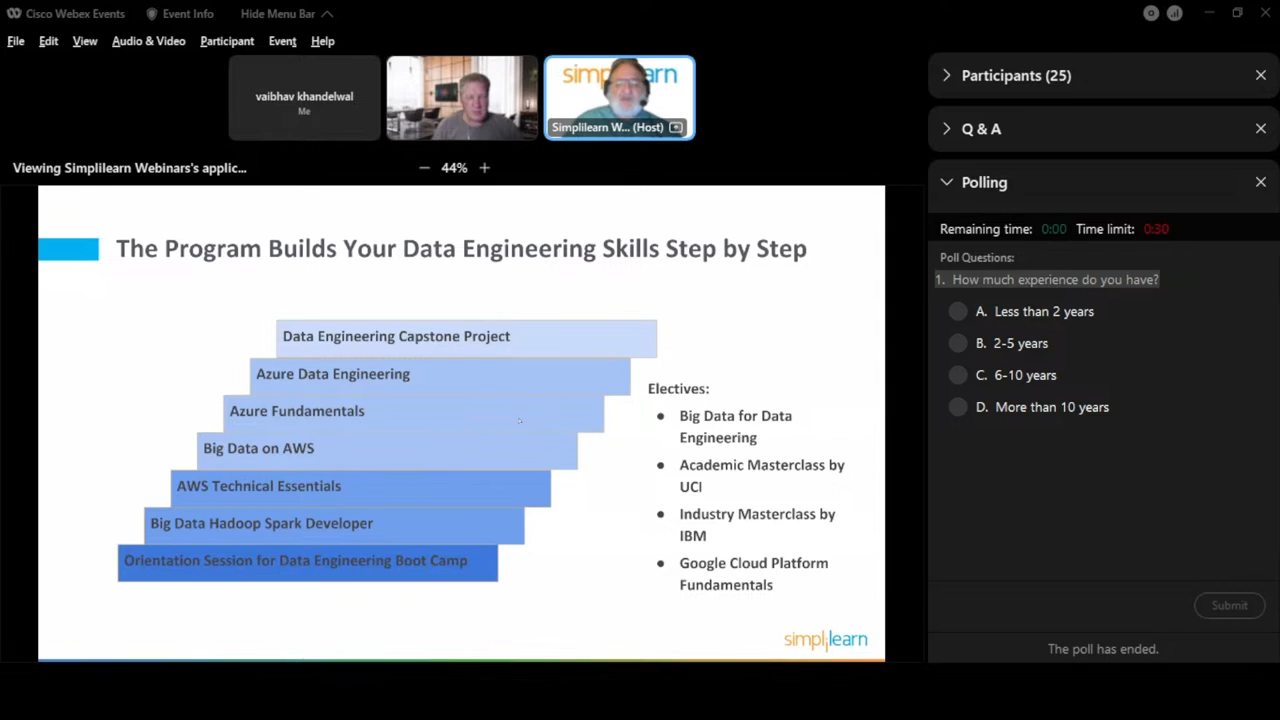 Cisco Webex Events
Event Info
Hide Menu Bar
File
Edit
View
Audio & Video
Participant
Event
Help
vaibhav khandelwal
Me
simplilearn
Simplilearn W... (Host)
Viewing Simplilearn Webinars's applic...
44%
The Program Builds Your Data Engineering Skills Step by Step
Data Engineering Capstone Project
Azure Data Engineering
Azure Fundamentals
Big Data on AWS
AWS Technical Essentials
Big Data Hadoop Spark Developer
Orientation Session for Data Engineering Boot Camp
Electives:
Big Data for Data
Engineering
Academic Masterclass by
UCI
Industry Masterclass by
IBM
Google Cloud Platform
Fundamentals
simplilearn
Participants (25)
Q & A
Polling
Remaining time: 0:00 Time limit: 0:30
Poll Questions:
1. How much experience do you have?
A. Less than 2 years
B. 2-5 years
C. 6-10 years
D. More than 10 years
Submit
The poll has ended.